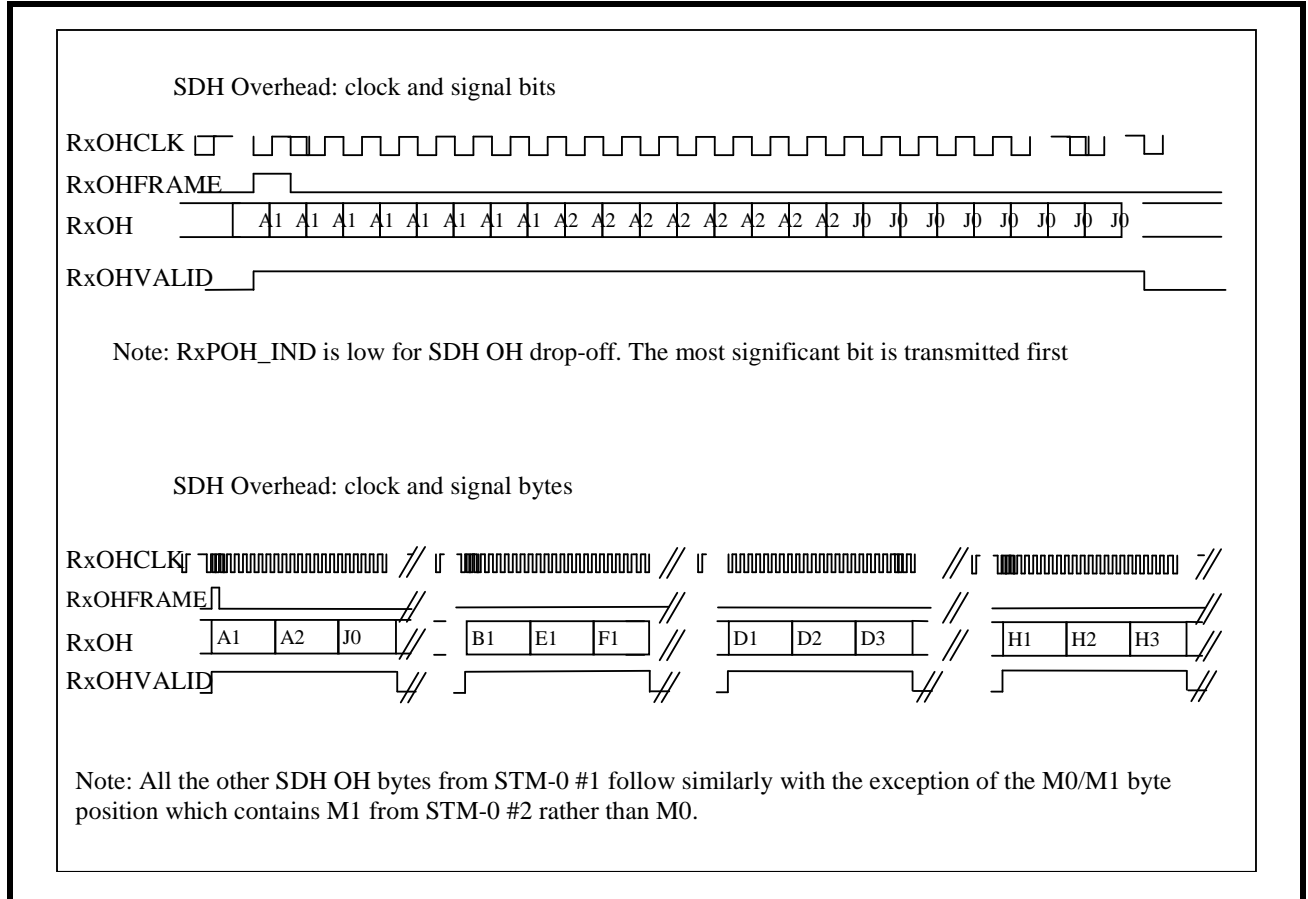 SDH Overhead: clock and signal bits
RxOHCLK
RxOHFRAME
RxOH A1 A1 A1 A1 A1 A1 A1 A1 A2 A2 A2 A2 A2 A2 A2 A2 J0 J0 J0 J0 J0 J0 J0 J0
RxOHVALID
Note: RxPOH_IND is low for SDH OH drop-off. The most significant bit is transmitted first
SDH Overhead: clock and signal bytes
RxOHCLK
RxOHFRAME
RxOH A1 A2 J0 B1 E1 F1 D1 D2 D3 H1 H2 H3
RxOHVALID
Note: All the other SDH OH bytes from STM-0 #1 follow similarly with the exception of the M0/M1 byte
position which contains M1 from STM-0 #2 rather than M0.